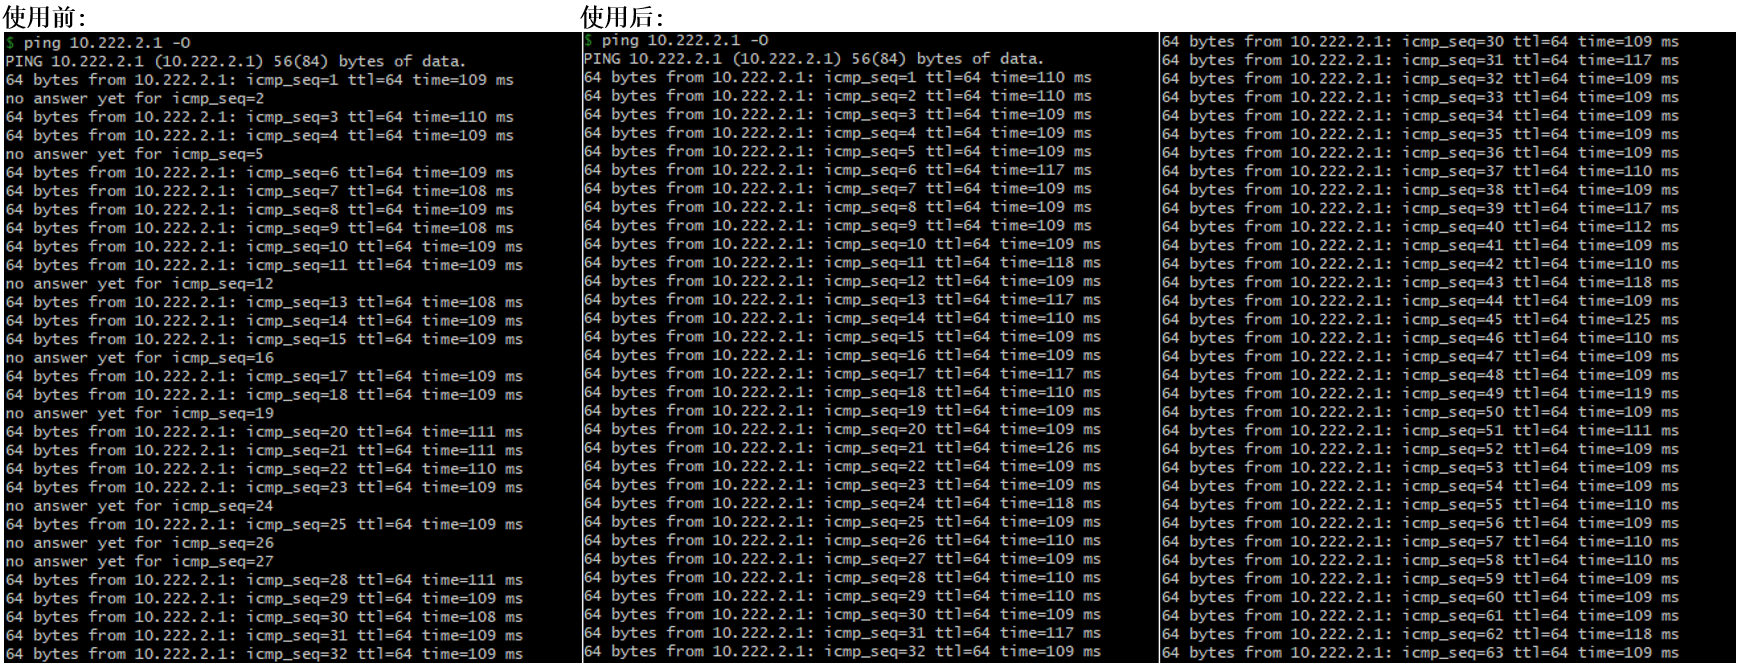 使用前:
$ ping 10.222.2.1 -O
PING 10.222.2.1 (10.222.2.1) 56(84) bytes of data.
64 bytes from 10.222.2.1: icmp_seq=1 ttl=64 time=109 ms
no answer yet for icmp_seq=2
64 bytes from 10.222.2.1: icmp_seq=3 ttl=64 time=110 ms
64 bytes from 10.222.2.1: icmp_seq=4 ttl=64 time=109 ms
no answer yet for icmp_seq=5
64 bytes from 10.222.2.1: icmp_seq=6 ttl=64 time=109 ms
64 bytes from 10.222.2.1: icmp_seq=7 ttl=64 time=108 ms
64 bytes from 10.222.2.1: icmp_seq=8 ttl=64 time=109 ms
64 bytes from 10.222.2.1: icmp_seq=9 ttl=64 time=108 ms
64 bytes from 10.222.2.1: icmp_seq=10 ttl=64 time=109 ms
64 bytes from 10.222.2.1: icmp_seq=11 ttl=64 time=109 ms
no answer yet for icmp_seq=12
64 bytes from 10.222.2.1: icmp_seq=13 ttl=64 time=108 ms
64 bytes from 10.222.2.1: icmp_seq=14 ttl=64 time=109 ms
64 bytes from 10.222.2.1: icmp_seq=15 ttl=64 time=109 ms
no answer yet for icmp_seq=16
64 bytes from 10.222.2.1: icmp_seq=17 ttl=64 time=109 ms
64 bytes from 10.222.2.1: icmp_seq=18 ttl=64 time=109 ms
no answer yet for icmp_seq=19
64 bytes from 10.222.2.1: icmp_seq=20 ttl=64 time=111 ms
64 bytes from 10.222.2.1: icmp_seq=21 ttl=64 time=111 ms
64 bytes from 10.222.2.1: icmp_seq=22 ttl=64 time=110 ms
64 bytes from 10.222.2.1: icmp_seq=23 ttl=64 time=109 ms
no answer yet for icmp_seq=24
64 bytes from 10.222.2.1: icmp_seq=25 ttl=64 time=109 ms
no answer yet for icmp_seq=26
no answer yet for icmp_seq=27
64 bytes from 10.222.2.1: icmp_seq=28 ttl=64 time=111 ms
64 bytes from 10.222.2.1: icmp_seq=29 ttl=64 time=109 ms
64 bytes from 10.222.2.1: icmp_seq=30 ttl=64 time=108 ms
64 bytes from 10.222.2.1: icmp_seq=31 ttl=64 time=109 ms
64 bytes from 10.222.2.1: icmp_seq=32 ttl=64 time=109 ms
使用后:
$ ping 10.222.2.1 -O
PING 10.222.2.1 (10.222.2.1) 56(84) bytes of data.
64 bytes from 10.222.2.1: icmp_seq=1 ttl=64 time=110 ms
64 bytes from 10.222.2.1: icmp_seq=2 ttl=64 time=110 ms
64 bytes from 10.222.2.1: icmp_seq=3 ttl=64 time=109 ms
64 bytes from 10.222.2.1: icmp_seq=4 ttl=64 time=109 ms
64 bytes from 10.222.2.1: icmp_seq=5 ttl=64 time=109 ms
64 bytes from 10.222.2.1: icmp_seq=6 ttl=64 time=117 ms
64 bytes from 10.222.2.1: icmp_seq=7 ttl=64 time=109 ms
64 bytes from 10.222.2.1: icmp_seq=8 ttl=64 time=109 ms
64 bytes from 10.222.2.1: icmp_seq=9 ttl=64 time=109 ms
64 bytes from 10.222.2.1: icmp_seq=10 ttl=64 time=109 ms
64 bytes from 10.222.2.1: icmp_seq=11 ttl=64 time=118 ms
64 bytes from 10.222.2.1: icmp_seq=12 ttl=64 time=109 ms
64 bytes from 10.222.2.1: icmp_seq=13 ttl=64 time=117 ms
64 bytes from 10.222.2.1: icmp_seq=14 ttl=64 time=110 ms
64 bytes from 10.222.2.1: icmp_seq=15 ttl=64 time=109 ms
64 bytes from 10.222.2.1: icmp_seq=16 ttl=64 time=109 ms
64 bytes from 10.222.2.1: icmp_seq=17 ttl=64 time=117 ms
64 bytes from 10.222.2.1: icmp_seq=18 ttl=64 time=110 ms
64 bytes from 10.222.2.1: icmp_seq=19 ttl=64 time=109 ms
64 bytes from 10.222.2.1: icmp_seq=20 ttl=64 time=109 ms
64 bytes from 10.222.2.1: icmp_seq=21 ttl=64 time=126 ms
64 bytes from 10.222.2.1: icmp_seq=22 ttl=64 time=109 ms
64 bytes from 10.222.2.1: icmp_seq=23 ttl=64 time=109 ms
64 bytes from 10.222.2.1: icmp_seq=24 ttl=64 time=118 ms
64 bytes from 10.222.2.1: icmp_seq=25 ttl=64 time=109 ms
64 bytes from 10.222.2.1: icmp_seq=26 ttl=64 time=110 ms
64 bytes from 10.222.2.1: icmp_seq=27 ttl=64 time=109 ms
64 bytes from 10.222.2.1: icmp_seq=28 ttl=64 time=110 ms
64 bytes from 10.222.2.1: icmp_seq=29 ttl=64 time=110 ms
64 bytes from 10.222.2.1: icmp_seq=30 ttl=64 time=109 ms
64 bytes from 10.222.2.1: icmp_seq=31 ttl=64 time=117 ms
64 bytes from 10.222.2.1: icmp_seq=32 ttl=64 time=109 ms
64 bytes from 10.222.2.1: icmp_seq=30 ttl=64 time=109 ms
64 bytes from 10.222.2.1: icmp_seq=31 ttl=64 time=117 ms
64 bytes from 10.222.2.1: icmp_seq=32 ttl=64 time=109 ms
64 bytes from 10.222.2.1: icmp_seq=33 ttl=64 time=109 ms
64 bytes from 10.222.2.1: icmp_seq=34 ttl=64 time=109 ms
64 bytes from 10.222.2.1: icmp_seq=35 ttl=64 time=109 ms
64 bytes from 10.222.2.1: icmp_seq=36 ttl=64 time=109 ms
64 bytes from 10.222.2.1: icmp_seq=37 ttl=64 time=110 ms
64 bytes from 10.222.2.1: icmp_seq=38 ttl=64 time=109 ms
64 bytes from 10.222.2.1: icmp_seq=39 ttl=64 time=117 ms
64 bytes from 10.222.2.1: icmp_seq=40 ttl=64 time=112 ms
64 bytes from 10.222.2.1: icmp_seq=41 ttl=64 time=109 ms
64 bytes from 10.222.2.1: icmp_seq=42 ttl=64 time=110 ms
64 bytes from 10.222.2.1: icmp_seq=43 ttl=64 time=118 ms
64 bytes from 10.222.2.1: icmp_seq=44 ttl=64 time=109 ms
64 bytes from 10.222.2.1: icmp_seq=45 ttl=64 time=125 ms
64 bytes from 10.222.2.1: icmp_seq=46 ttl=64 time=110 ms
64 bytes from 10.222.2.1: icmp_seq=47 ttl=64 time=109 ms
64 bytes from 10.222.2.1: icmp_seq=48 ttl=64 time=109 ms
64 bytes from 10.222.2.1: icmp_seq=49 ttl=64 time=119 ms
64 bytes from 10.222.2.1: icmp_seq=50 ttl=64 time=109 ms
64 bytes from 10.222.2.1: icmp_seq=51 ttl=64 time=111 ms
64 bytes from 10.222.2.1: icmp_seq=52 ttl=64 time=109 ms
64 bytes from 10.222.2.1: icmp_seq=53 ttl=64 time=109 ms
64 bytes from 10.222.2.1: icmp_seq=54 ttl=64 time=109 ms
64 bytes from 10.222.2.1: icmp_seq=55 ttl=64 time=110 ms
64 bytes from 10.222.2.1: icmp_seq=56 ttl=64 time=109 ms
64 bytes from 10.222.2.1: icmp_seq=57 ttl=64 time=110 ms
64 bytes from 10.222.2.1: icmp_seq=58 ttl=64 time=110 ms
64 bytes from 10.222.2.1: icmp_seq=59 ttl=64 time=109 ms
64 bytes from 10.222.2.1: icmp_seq=60 ttl=64 time=109 ms
64 bytes from 10.222.2.1: icmp_seq=61 ttl=64 time=109 ms
64 bytes from 10.222.2.1: icmp_seq=62 ttl=64 time=118 ms
64 bytes from 10.222.2.1: icmp_seq=63 ttl=64 time=109 ms